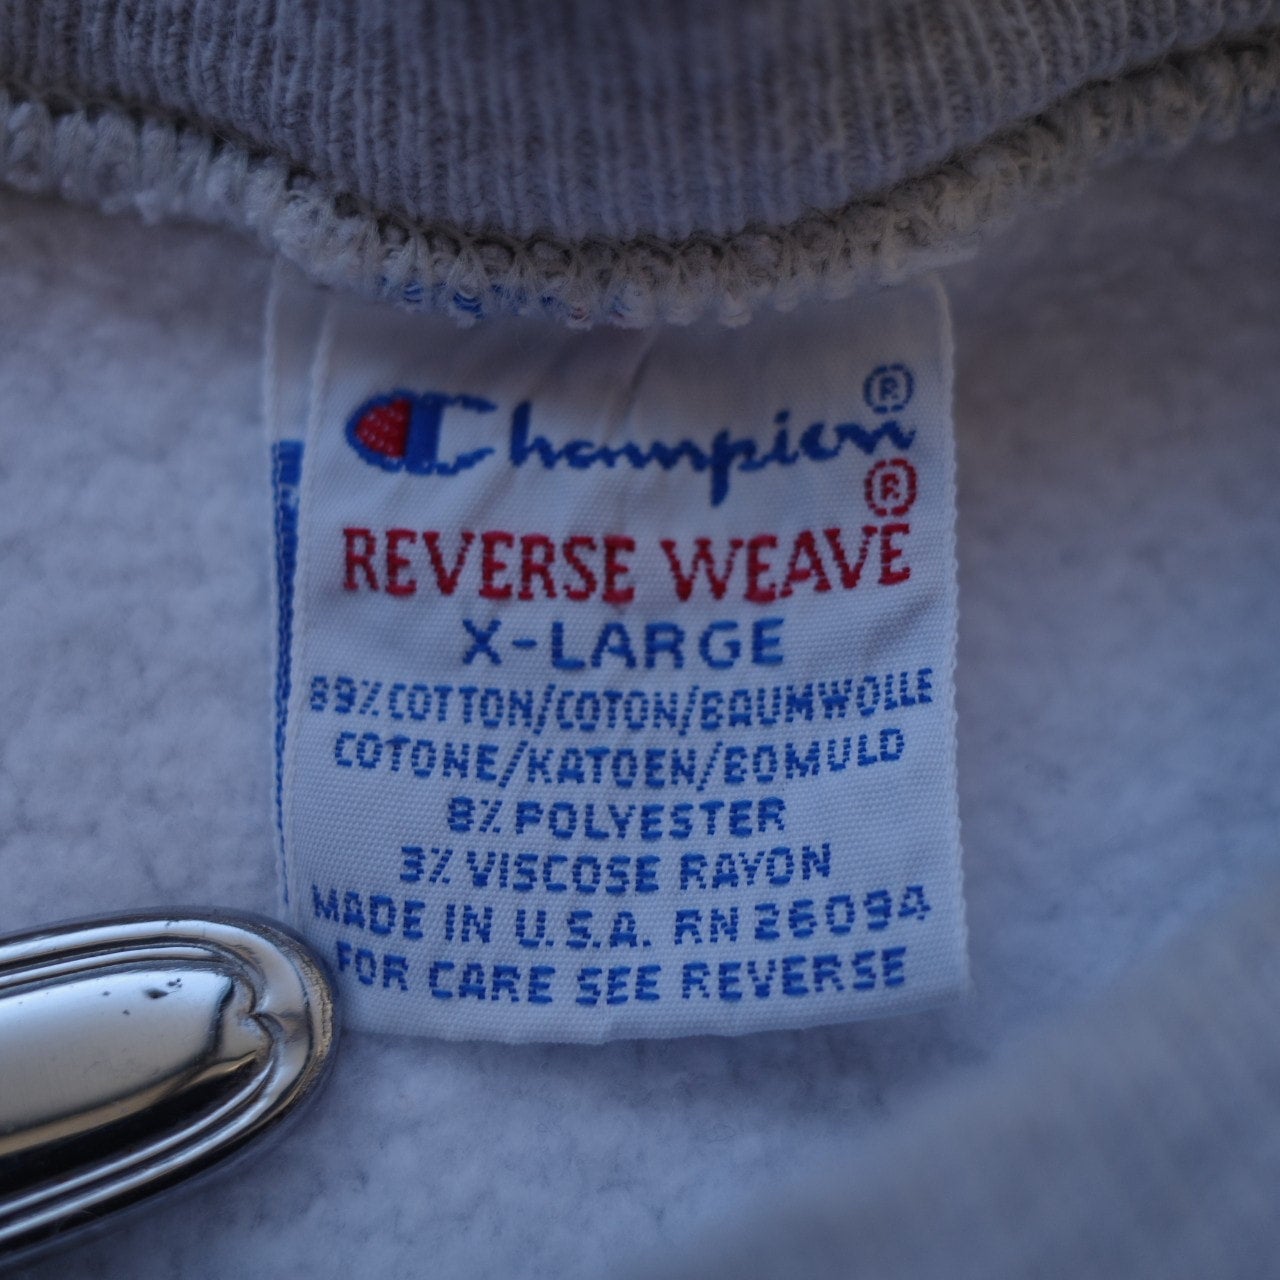 Champion®
REVERSE WEAVE®
X-LARGE
89% COTTON/COTON/BAUMWOLLE
COTONE/KATOEN/BOMULD
8% POLYESTER
3% VISCOSE RAYON
MADE IN U.S.A. RN 26094
FOR CARE SEE REVERSE